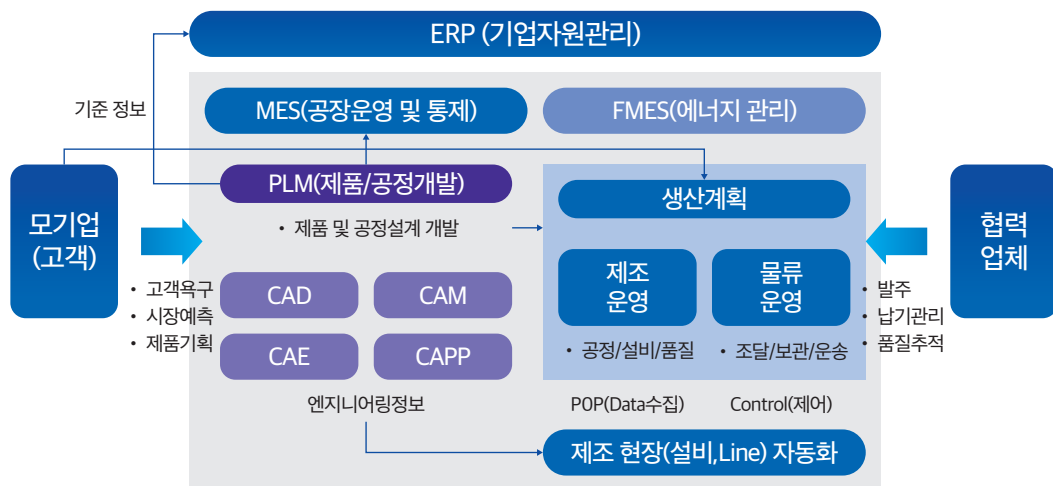 ERP (기업자원관리)
기준 정보
MES(공장운영 및 통제)
FMES(에너지 관리)
모기업
(고객)
PLM(제품/공정개발)
• 제품 및 공정설계 개발
생산계획
협력
업체
제조
운영
물류
운영
• 고객욕구
• 시장예측
• 제품기획
CAD
CAM
CAE
CAPP
• 공정/설비/품질
• 조달/보관/운송
• 발주
• 납기관리
• 품질추적
엔지니어링정보
POP(Data수집)
Control(제어)
제조 현장(설비,Line) 자동화